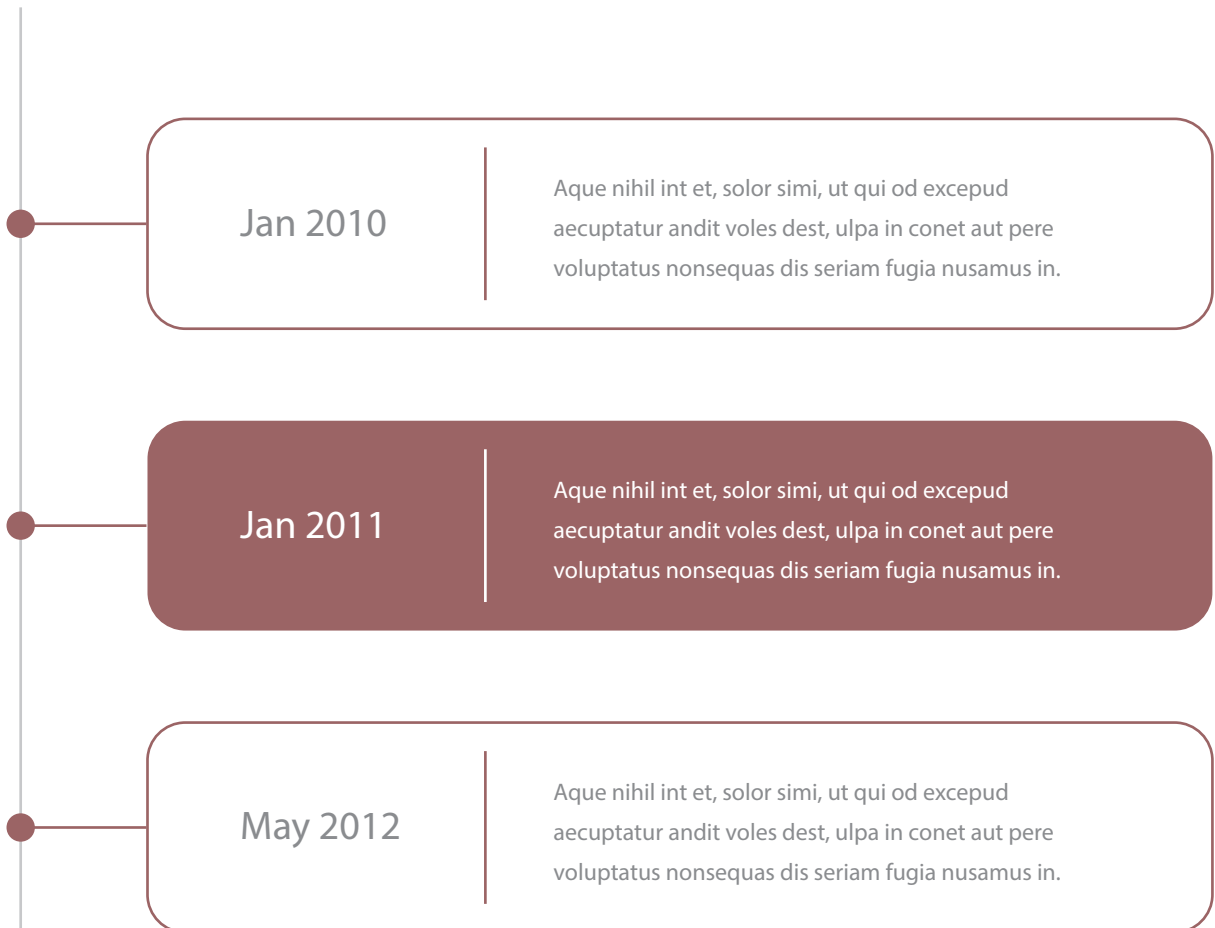 Jan 2010
Aque nihil int et, solor simi, ut qui od excepud
aecuptatur andit voles dest, ulpa in conet aut pere
voluptatus nonsequas dis seriam fugia nusamus in.
Jan 2011
Aque nihil int et, solor simi, ut qui od excepud
aecuptatur andit voles dest, ulpa in conet aut pere
voluptatus nonsequas dis seriam fugia nusamus in.
May 2012
Aque nihil int et, solor simi, ut qui od excepud
aecuptatur andit voles dest, ulpa in conet aut pere
voluptatus nonsequas dis seriam fugia nusamus in.